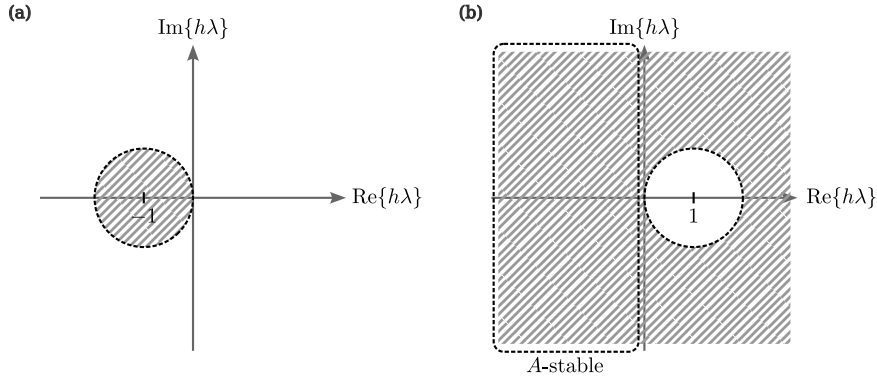 (a)
Im{hλ}
Re{hλ}
−1
(b)
Im{hλ}
Re{hλ}
1
A-stable